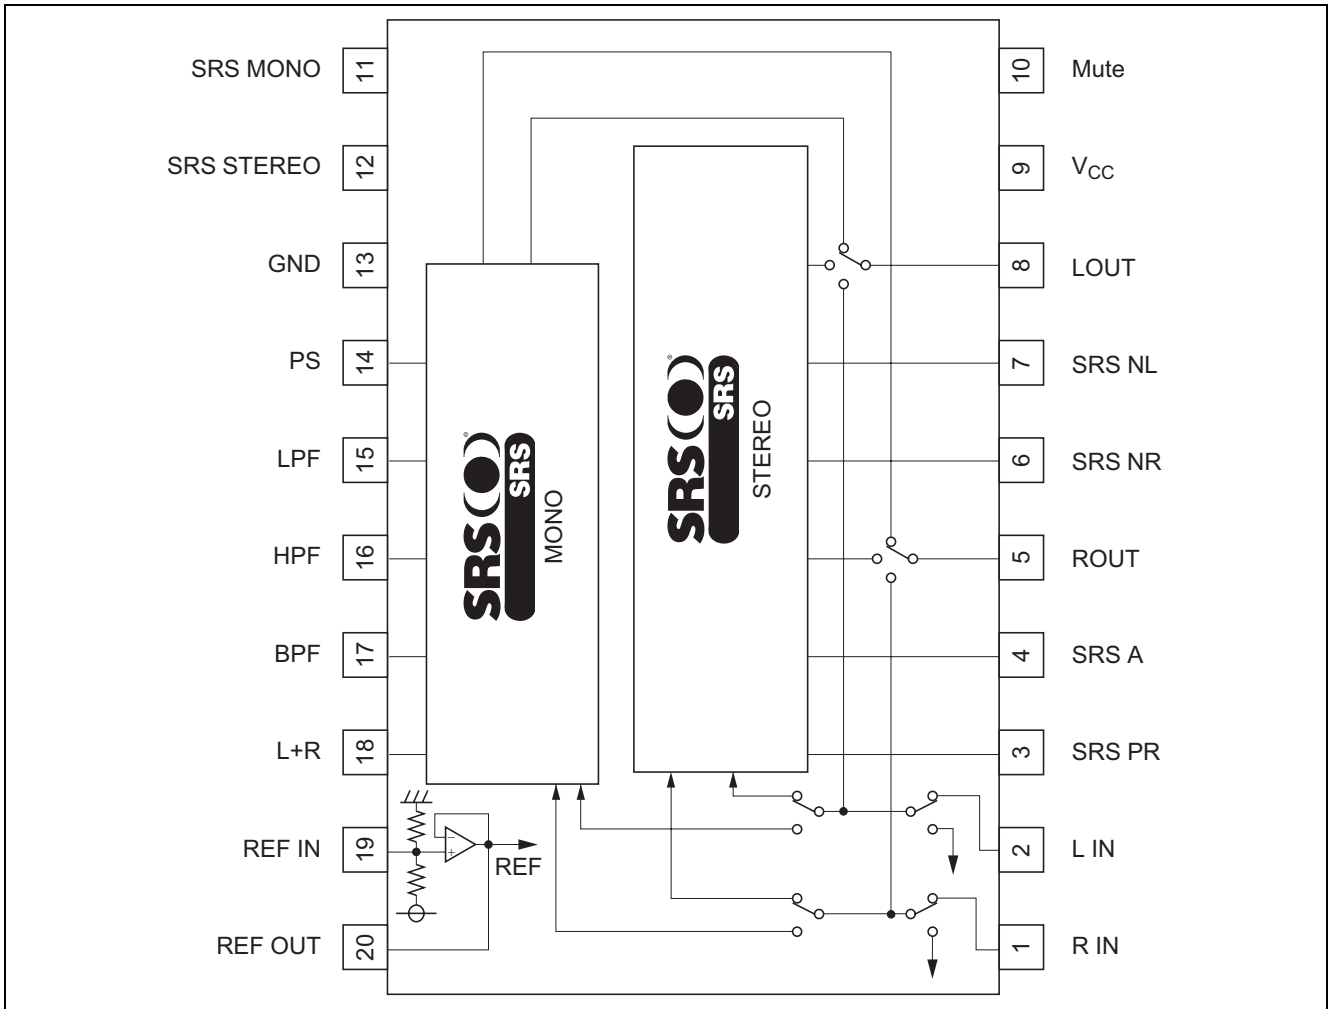 SRS MONO 11
10 Mute
SRS STEREO 12
9 VCC
GND 13
8 LOUT
PS 14
7 SRS NL
LPF 15
6 SRS NR
HPF 16
5 ROUT
BPF 17
4 SRS A
L+R 18
3 SRS PR
REF IN 19
2 L IN
REF OUT 20
1 R IN
SRS ®
SRS
MONO
SRS ®
SRS
STEREO
−
+
REF